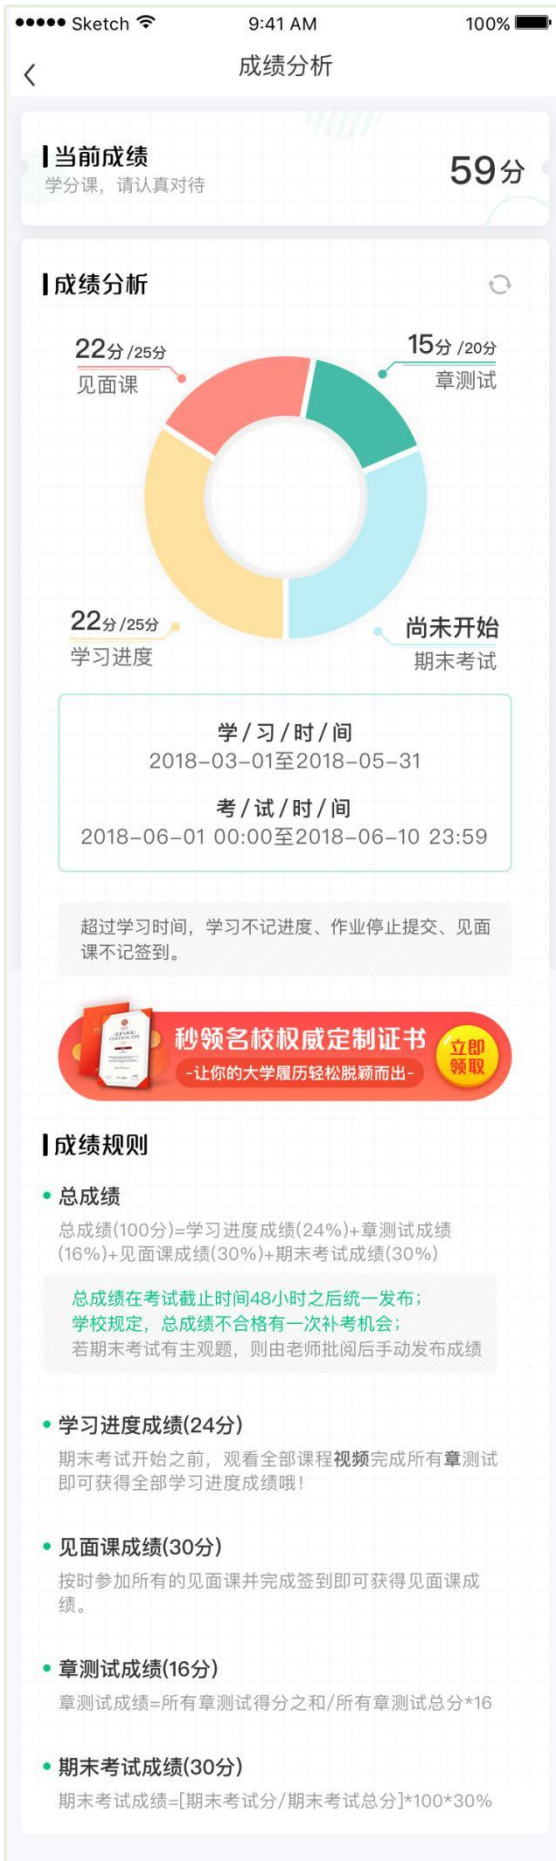 Sketch 9:41 AM 100%
成绩分析
当前成绩
学分课，请认真对待
59分
成绩分析
22分/25分
见面课
15分/20分
章测试
22分/25分
学习进度
尚未开始
期末考试
学/习/时/间
2018-03-01至2018-05-31
考/试/时/间
2018-06-01 00:00至2018-06-10 23:59
超过学习时间，学习不记进度、作业停止提交、见面
课不记签到。
秒领名校权威定制证书
-让你的大学履历轻松脱颖而出-
立即
领取
成绩规则
总成绩
总成绩(100分)=学习进度成绩(24%)+章测试成绩
(16%)+见面课成绩(30%)+期末考试成绩(30%)
总成绩在考试截止时间48小时之后统一发布；
学校规定，总成绩不合格有一次补考机会；
若期末考试有主观题，则由老师批阅后手动发布成绩
学习进度成绩(24分)
期末考试开始之前，观看全部课程视频完成所有章测试
即可获得全部学习进度成绩哦！
见面课成绩(30分)
按时参加所有的见面课并完成签到即可获得见面课成
绩。
章测试成绩(16分)
章测试成绩=所有章测试得分之和/所有章测试总分*16
期末考试成绩(30分)
期末考试成绩=[期末考试分/期末考试总分]*100*30%